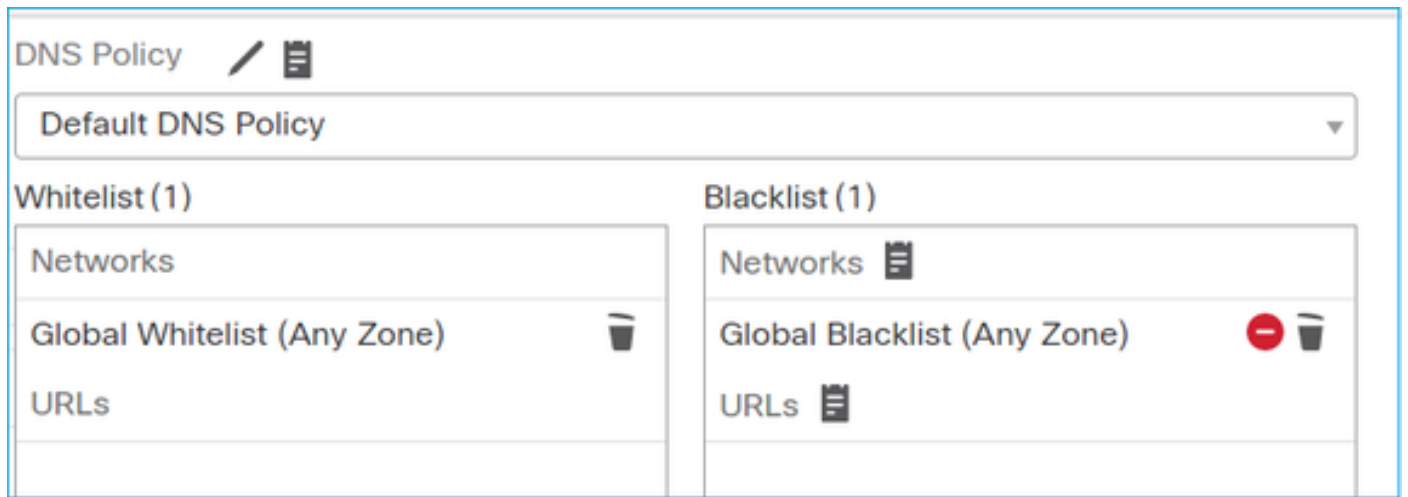 DNS Policy
Default DNS Policy
Whitelist (1)
Networks
Global Whitelist (Any Zone)
URLs
Blacklist (1)
Networks
Global Blacklist (Any Zone)
URLs